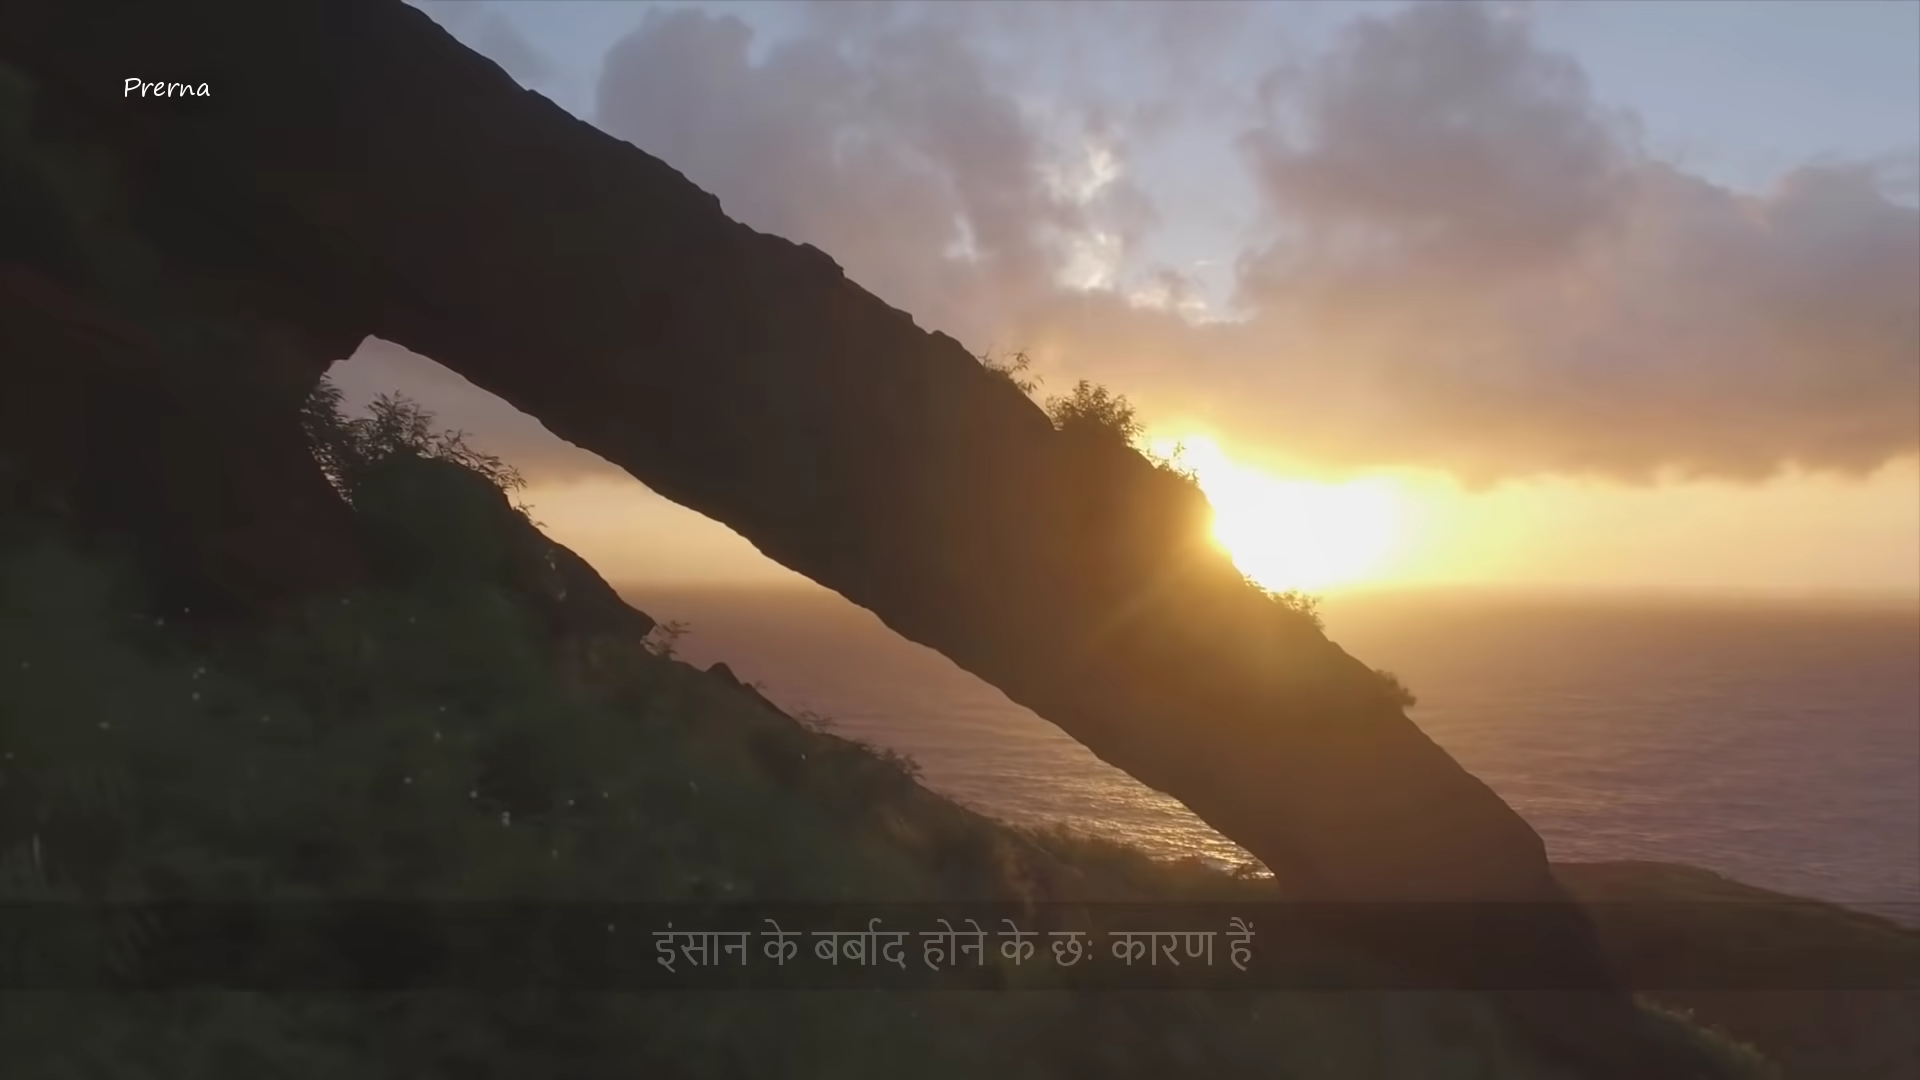 Prerna
इंसान के बर्बाद होने के छः कारण हैं